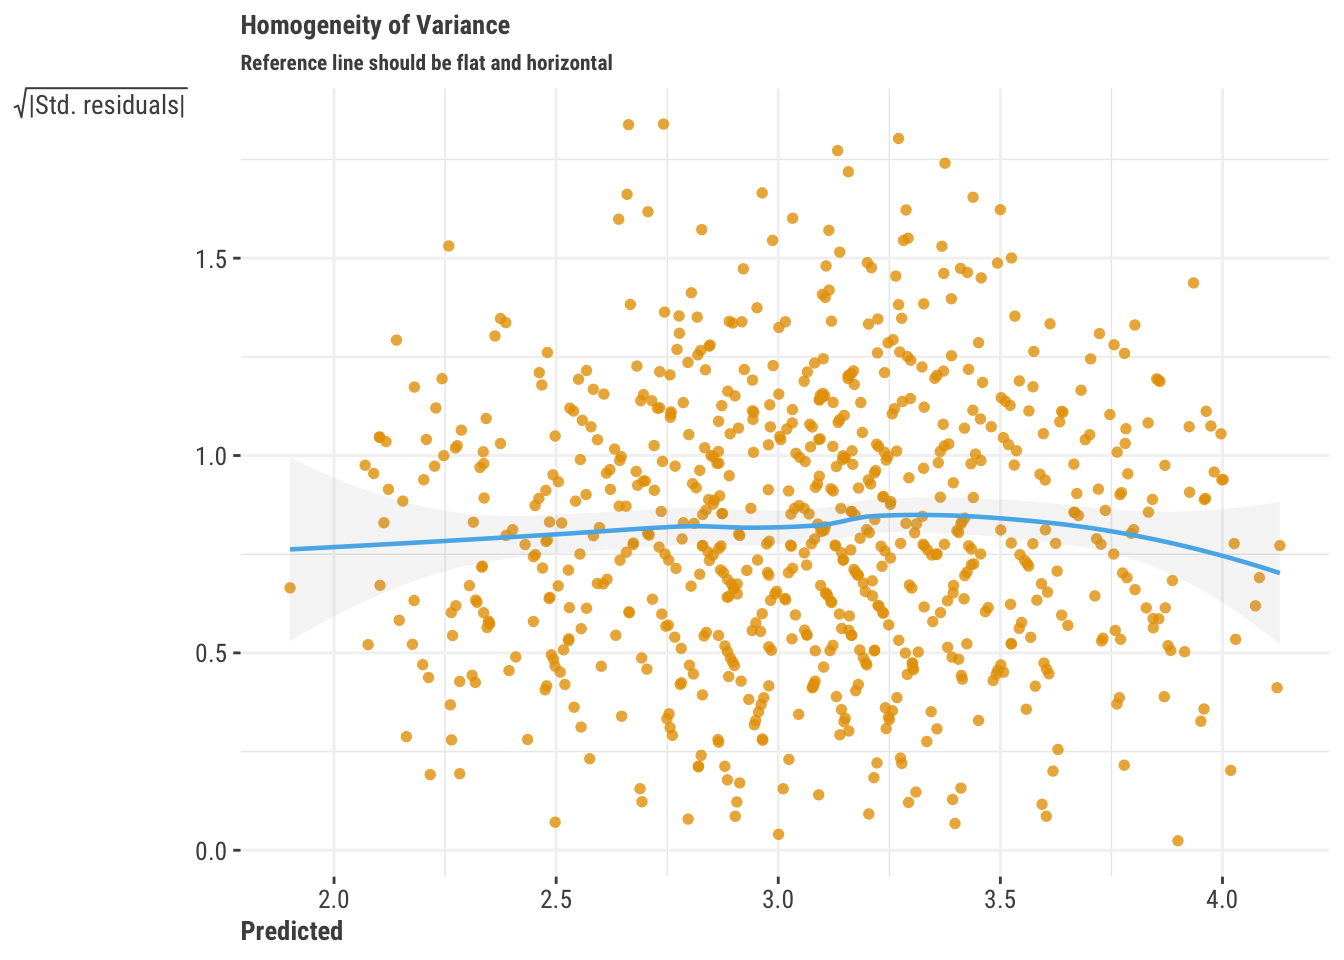 Homogeneity of Variance
Reference line should be flat and horizontal
√|Std. residuals|
1.5
1.0
0.5
0.0
2.0 2.5 3.0 3.5 4.0
Predicted